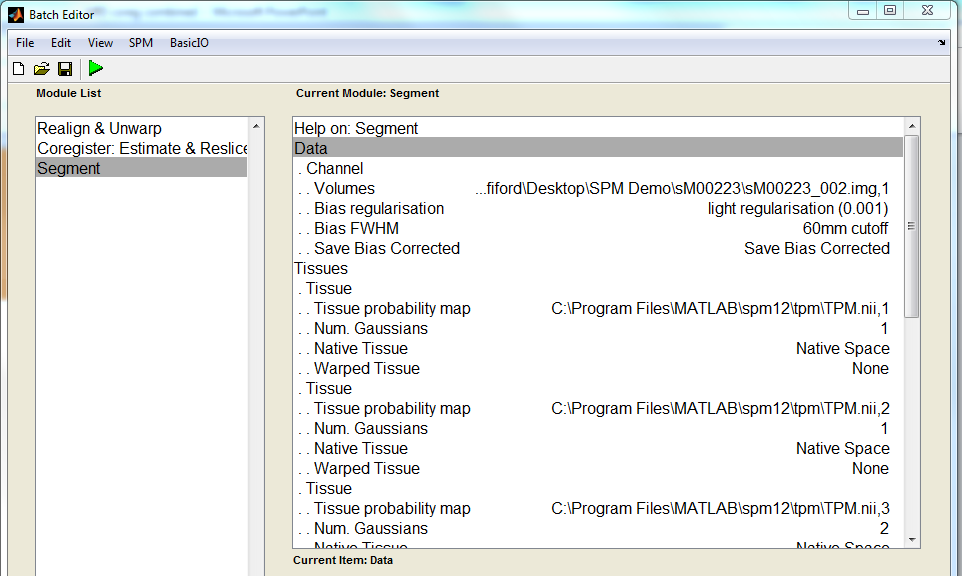 Batch Editor
File Edit View SPM BasicIO
Module List
Realign & Unwarp
Coregister: Estimate & Reslice
Segment
Current Module: Segment
Help on: Segment
Data
. Channel
. . Volumes ...fiford\Desktop\SPM Demo\sM00223\sM00223_002.img,1
. . Bias regularisation light regularisation (0.001)
. . Bias FWHM 60mm cutoff
. . Save Bias Corrected Save Bias Corrected
Tissues
. Tissue
. . Tissue probability map C:\Program Files\MATLAB\spm12\tpm\TPM.nii,1
. . Num. Gaussians 1
. . Native Tissue Native Space
. . Warped Tissue None
. Tissue
. . Tissue probability map C:\Program Files\MATLAB\spm12\tpm\TPM.nii,2
. . Num. Gaussians 1
. . Native Tissue Native Space
. . Warped Tissue None
. Tissue
. . Tissue probability map C:\Program Files\MATLAB\spm12\tpm\TPM.nii,3
. . Num. Gaussians 2
. . Native Tissue Native Space
Current Item: Data